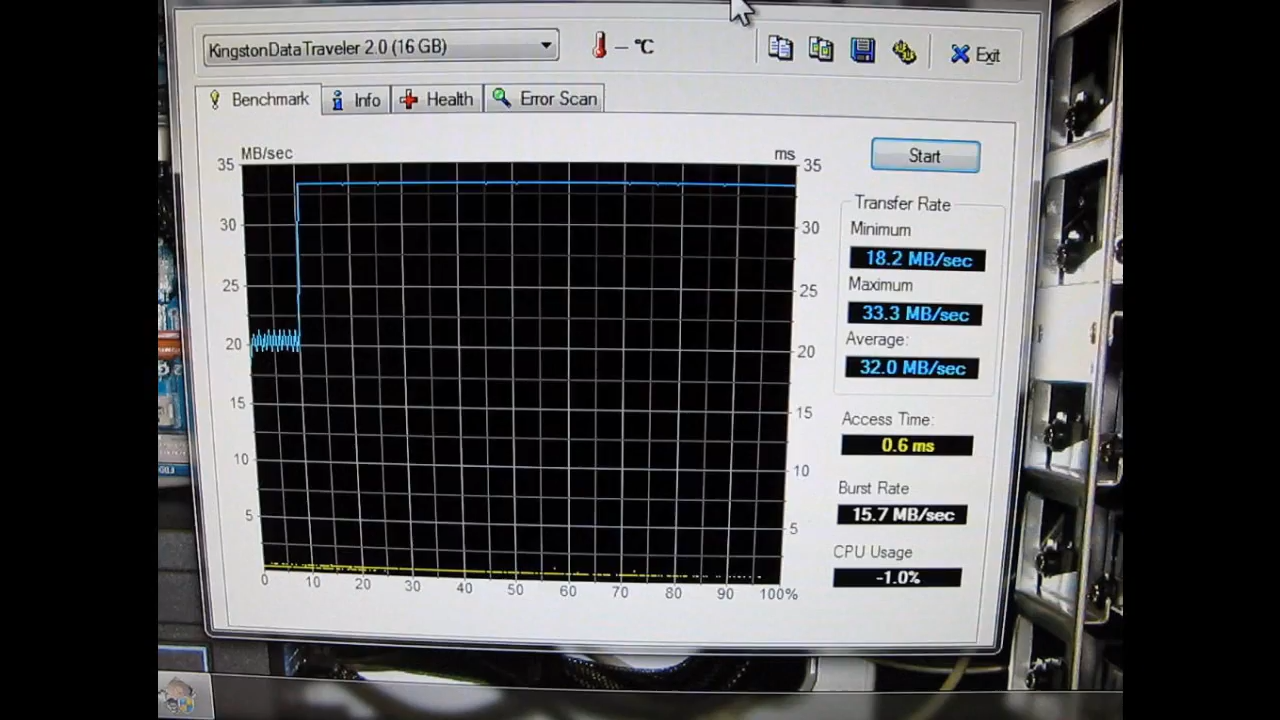 KingstonDataTraveler 2.0 (16 GB)
– °C
Exit
Benchmark
Info
Health
Error Scan
MB/sec
ms
35
30
25
20
15
10
5
35
30
25
20
15
10
5
0 10 20 30 40 50 60 70 80 90 100%
Start
Transfer Rate
Minimum
18.2 MB/sec
Maximum
33.3 MB/sec
Average:
32.0 MB/sec
Access Time:
0.6 ms
Burst Rate
15.7 MB/sec
CPU Usage
-1.0%